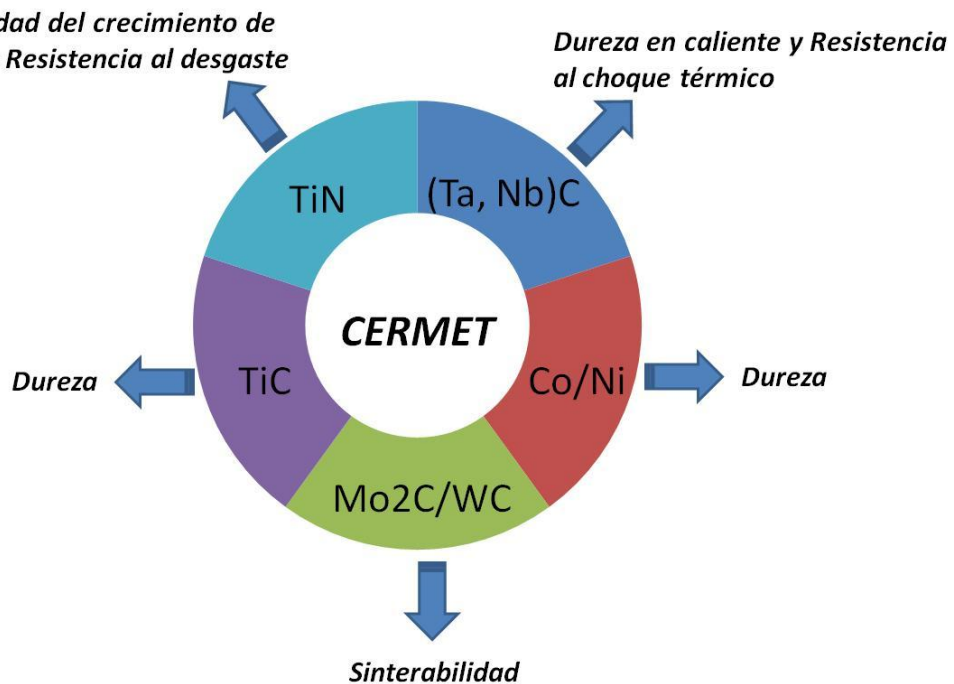 dad del crecimiento de
Resistencia al desgaste
Dureza en caliente y Resistencia
al choque térmico
TiN
(Ta, Nb)C
CERMET
Dureza
TiC
Co/Ni
Dureza
Mo2C/WC
Sinterabilidad